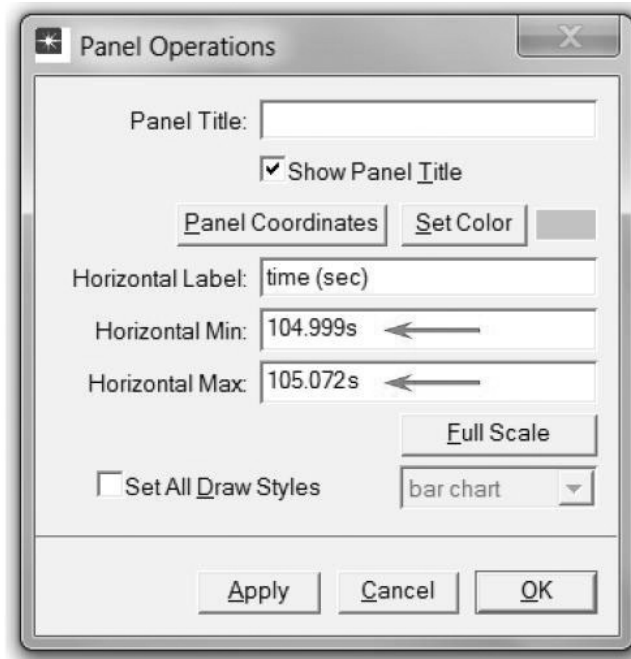 Panel Operations
Panel Title:
Show Panel Title
Panel Coordinates Set Color
Horizontal Label: time (sec)
Horizontal Min: 104.999s
Horizontal Max: 105.072s
Full Scale
Set All Draw Styles bar chart
Apply Cancel OK